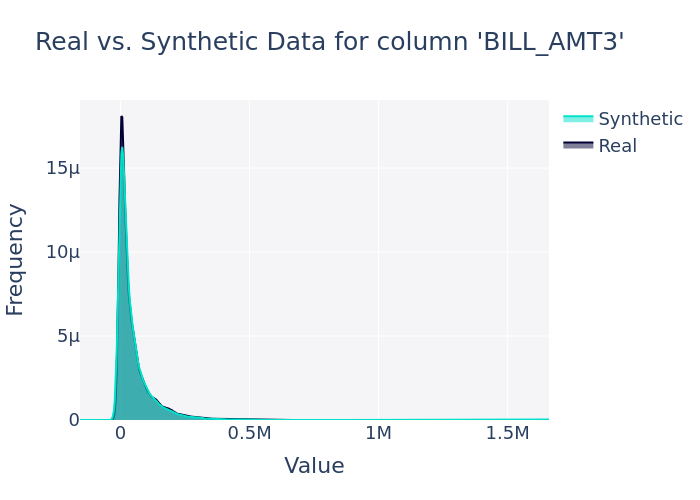 Real vs. Synthetic Data for column 'BILL_AMT3'
Synthetic
Real
15μ
10μ
5μ
0
Frequency
0
0.5M
1M
1.5M
Value